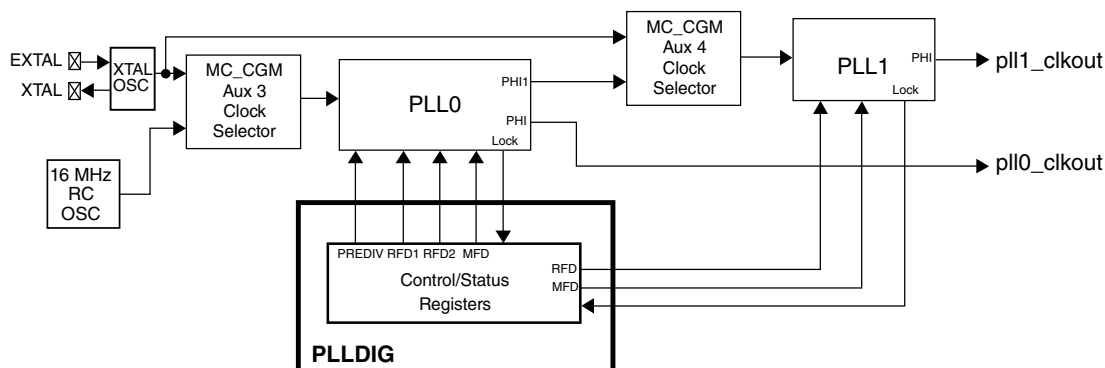 EXTAL
XTAL
XTAL
OSC
MC_CGM
Aux 3
Clock
Selector
16 MHz
RC
OSC
PLL0
PHI1
PHI
Lock
MC_CGM
Aux 4
Clock
Selector
PLL1
PHI
Lock
pll1_clkout
pll0_clkout
PREDIV RFD1 RFD2 MFD
Control/Status
Registers
RFD
MFD
PLLDIG